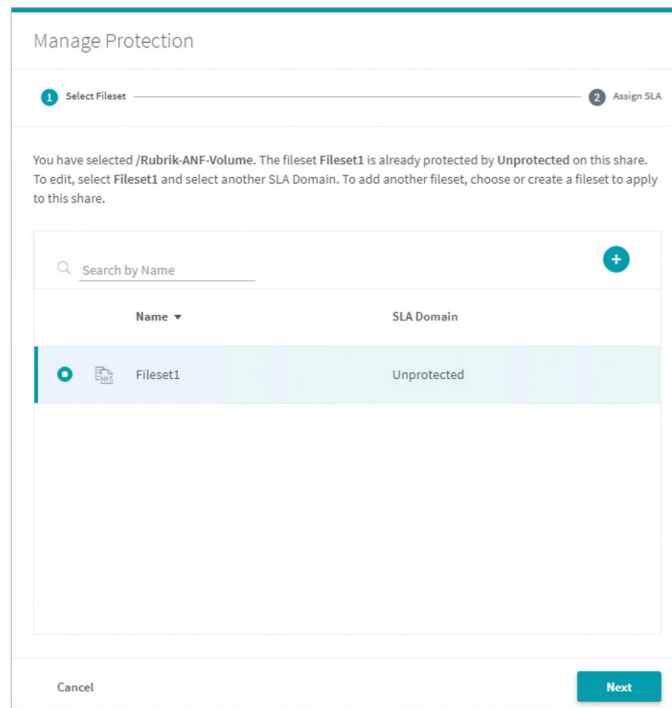 Manage Protection
1 Select Fileset 2 Assign SLA
You have selected /Rubrik-ANF-Volume. The fileset Fileset1 is already protected by Unprotected on this share.
To edit, select Fileset1 and select another SLA Domain. To add another fileset, choose or create a fileset to apply
to this share.
Search by Name +
Name ▼ SLA Domain
NFS Fileset1 Unprotected
Cancel Next